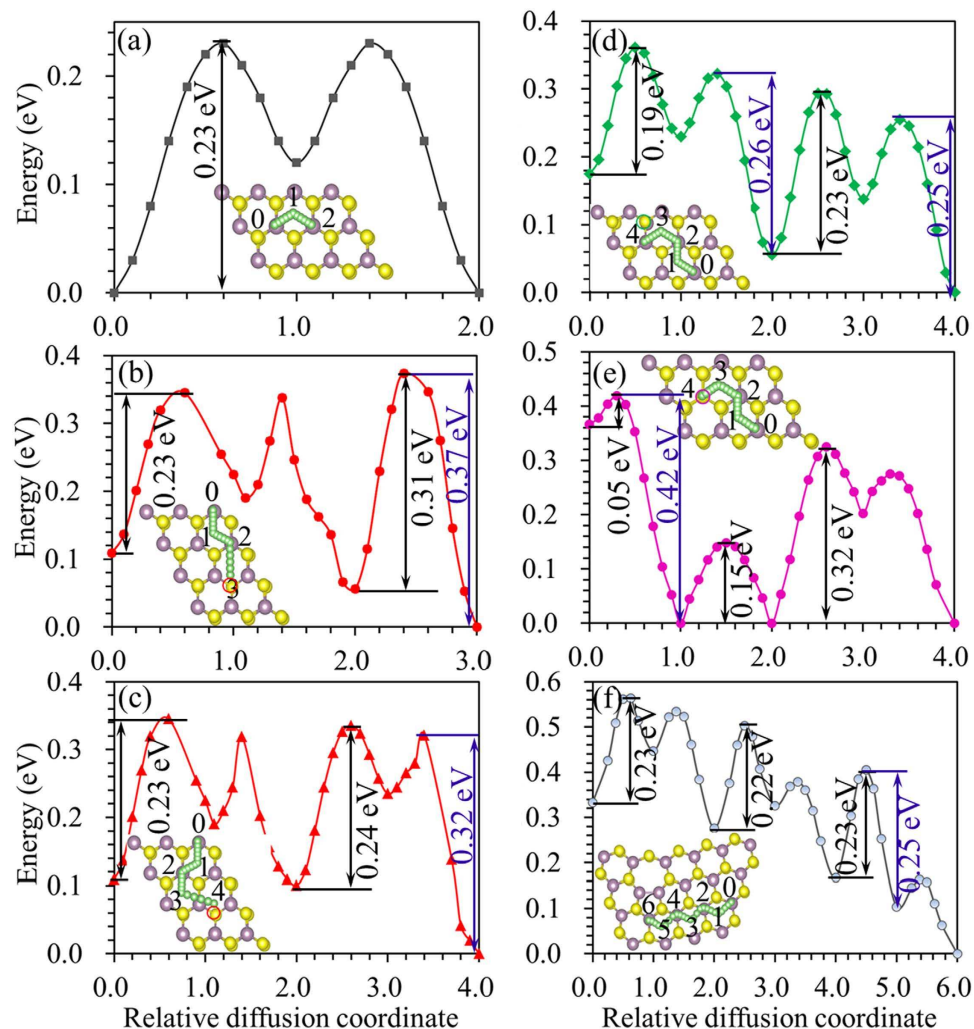 (a)
Energy (eV)
0.2
0.1
0.0
0.23 eV
0 1 2
0.0 1.0 2.0
(b)
Energy (eV)
0.4
0.3
0.2
0.1
0.0
0.23 eV
0.31 eV
0.37 eV
0
1 2
3
0.0 1.0 2.0 3.0
(c)
Energy (eV)
0.4
0.3
0.2
0.1
0.0
0.23 eV
0.24 eV
0.32 eV
0
2 1
3 4
0.0 1.0 2.0 3.0 4.0
Relative diffusion coordinate
(d)
0.4
0.3
0.2
0.1
0.0
0.19 eV
0.26 eV
0.23 eV
0.25 eV
3
4 2
1 0
0.0 1.0 2.0 3.0 4.0
(e)
0.5
0.4
0.3
0.2
0.1
0.0
0.05 eV
0.42 eV
0.15 eV
0.32 eV
3
4 2
1 0
0.0 1.0 2.0 3.0 4.0
(f)
0.6
0.5
0.4
0.3
0.2
0.1
0.0
0.23 eV
0.22 eV
0.23 eV
0.25 eV
6 4 2 0
5 3 1
0.0 1.0 2.0 3.0 4.0 5.0 6.0
Relative diffusion coordinate